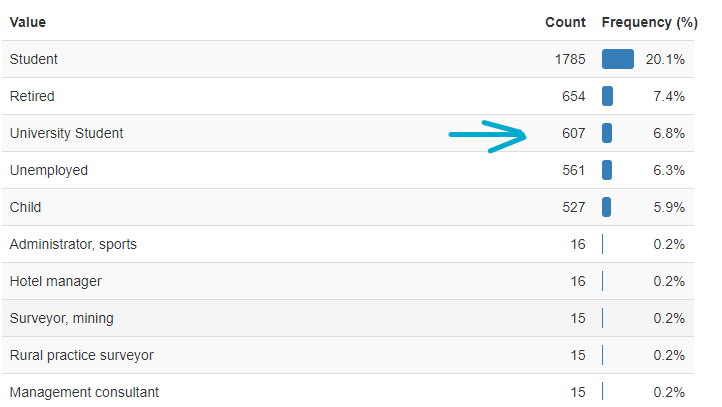 Value Count Frequency (%)
Student 1785 20.1%
Retired 654 7.4%
University Student 607 6.8%
Unemployed 561 6.3%
Child 527 5.9%
Administrator, sports 16 0.2%
Hotel manager 16 0.2%
Surveyor, mining 15 0.2%
Rural practice surveyor 15 0.2%
Management consultant 15 0.2%